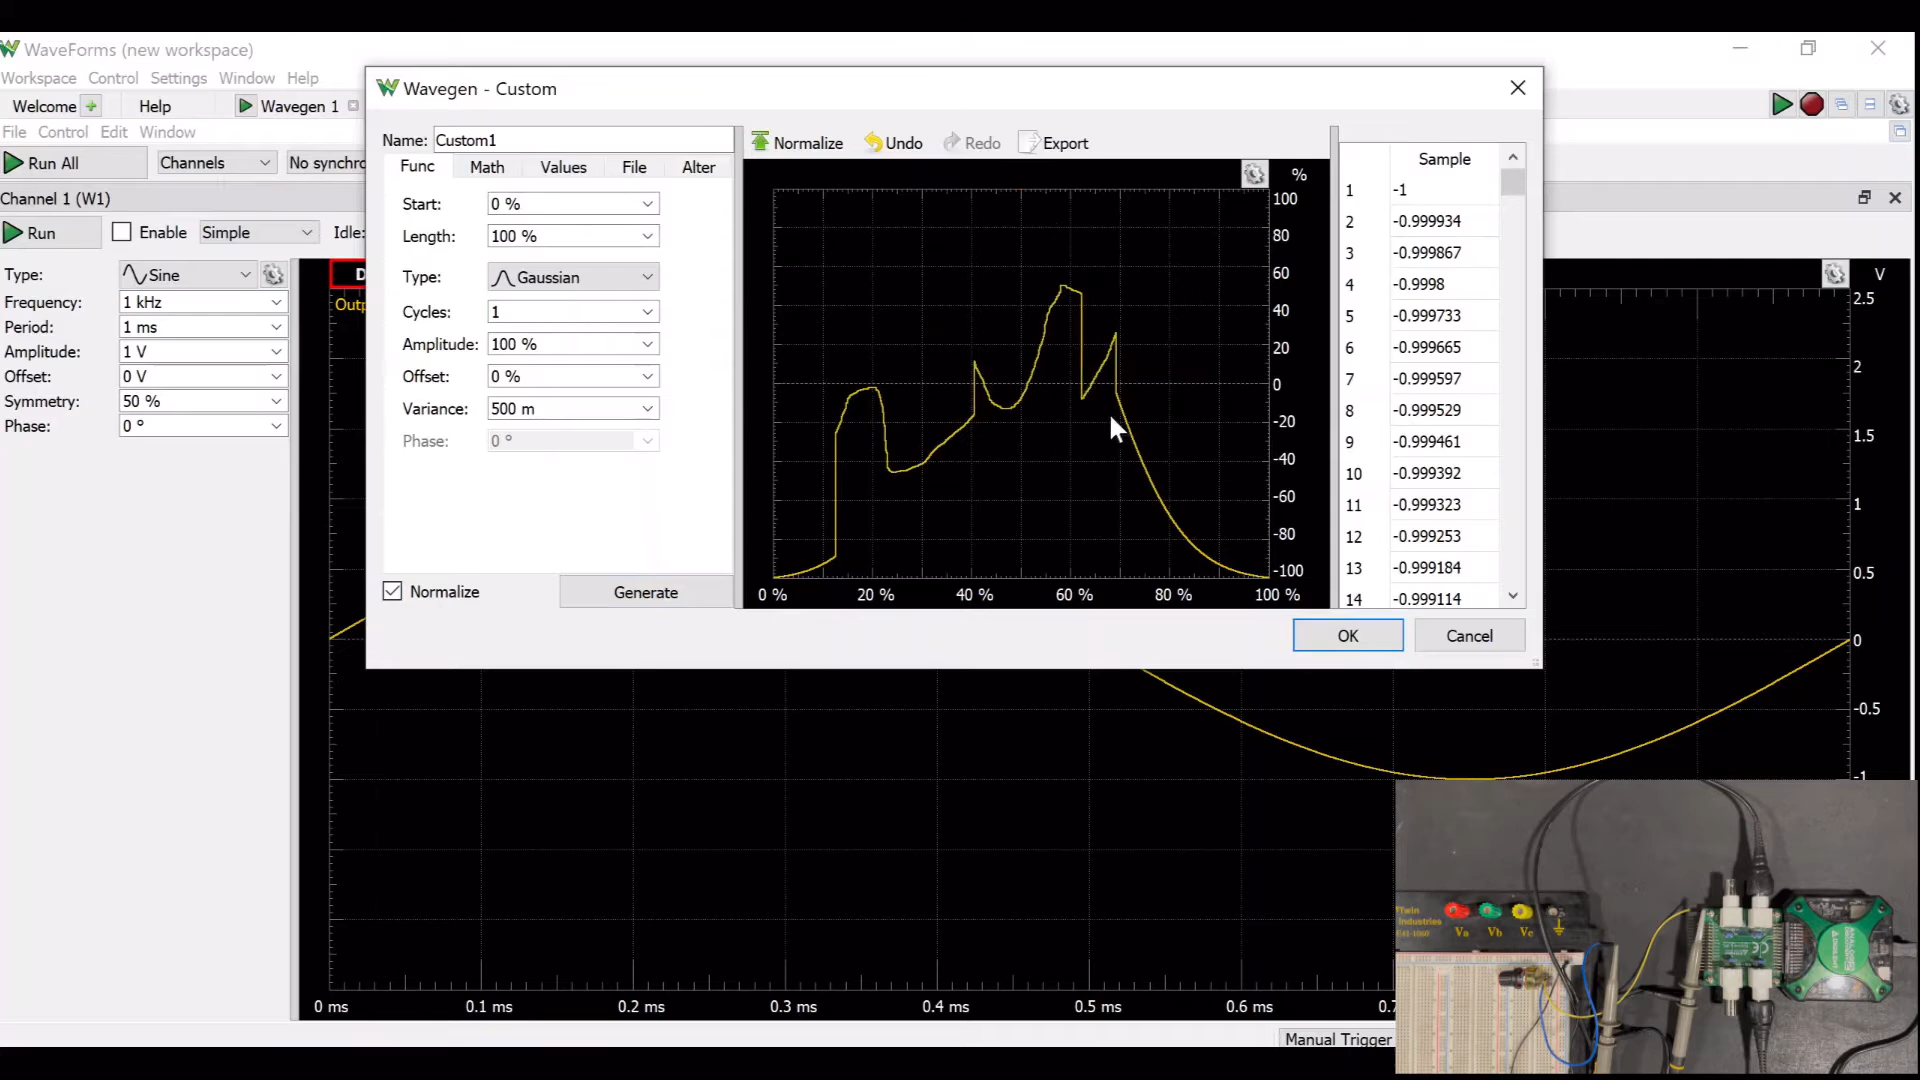 WaveForms (new workspace)
Workspace Control Settings Window Help
Welcome Help Wavegen 1
File Control Edit Window
Run All Channels No synchro
Channel 1 (W1)
Run Enable Simple Idle:
Type: Sine
Frequency: 1 kHz
Period: 1 ms
Amplitude: 1 V
Offset: 0 V
Symmetry: 50 %
Phase: 0 °
Wavegen - Custom
Name: Custom1
Func Math Values File Alter
Start: 0 %
Length: 100 %
Type: Gaussian
Cycles: 1
Amplitude: 100 %
Offset: 0 %
Variance: 500 m
Phase: 0 °
Normalize Generate
Normalize Undo Redo Export
%
100
80
60
40
20
0
-20
-40
-60
-80
-100
0 % 20 % 40 % 60 % 80 % 100 %
Sample
1 -1
2 -0.999934
3 -0.999867
4 -0.9998
5 -0.999733
6 -0.999665
7 -0.999597
8 -0.999529
9 -0.999461
10 -0.999392
11 -0.999323
12 -0.999253
13 -0.999184
14 -0.999114
OK Cancel
V
2.5
2
1.5
1
0.5
0
-0.5
-1
0 ms 0.1 ms 0.2 ms 0.3 ms 0.4 ms 0.5 ms 0.6 ms
Manual Trigger
Twin
Industries
Va Vb Vc